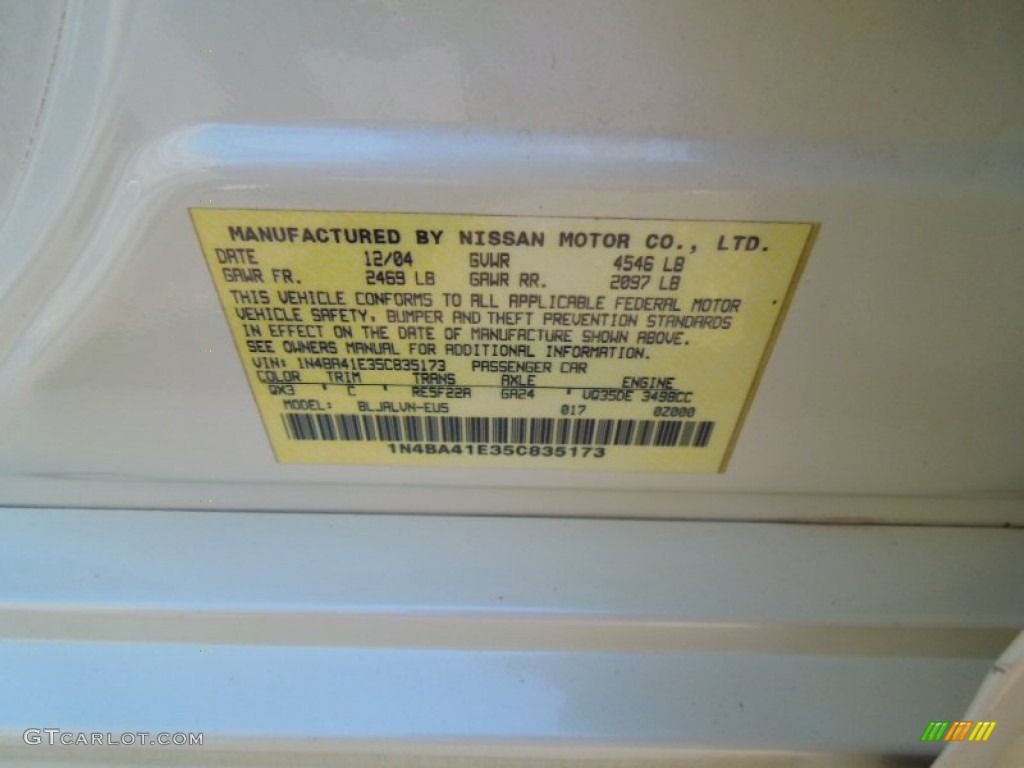 MANUFACTURED BY NISSAN MOTOR CO., LTD.
DATE 12/04 GVWR 4546 LB
GAWR FR. 2469 LB GAWR RR. 2097 LB
THIS VEHICLE CONFORMS TO ALL APPLICABLE FEDERAL MOTOR
VEHICLE SAFETY, BUMPER AND THEFT PREVENTION STANDARDS
IN EFFECT ON THE DATE OF MANUFACTURE SHOWN ABOVE.
SEE OWNERS MANUAL FOR ADDITIONAL INFORMATION.
VIN: 1N4BA41E35C835173 PASSENGER CAR
COLOR TRIM TRANS AXLE ENGINE
QX3 ' C ' RE5F22A GA24 ' VQ35DE 3498CC
MODEL: BLJALVN-EUS 017 0Z000
1N4BA41E35C835173
GTCARLOT.COM